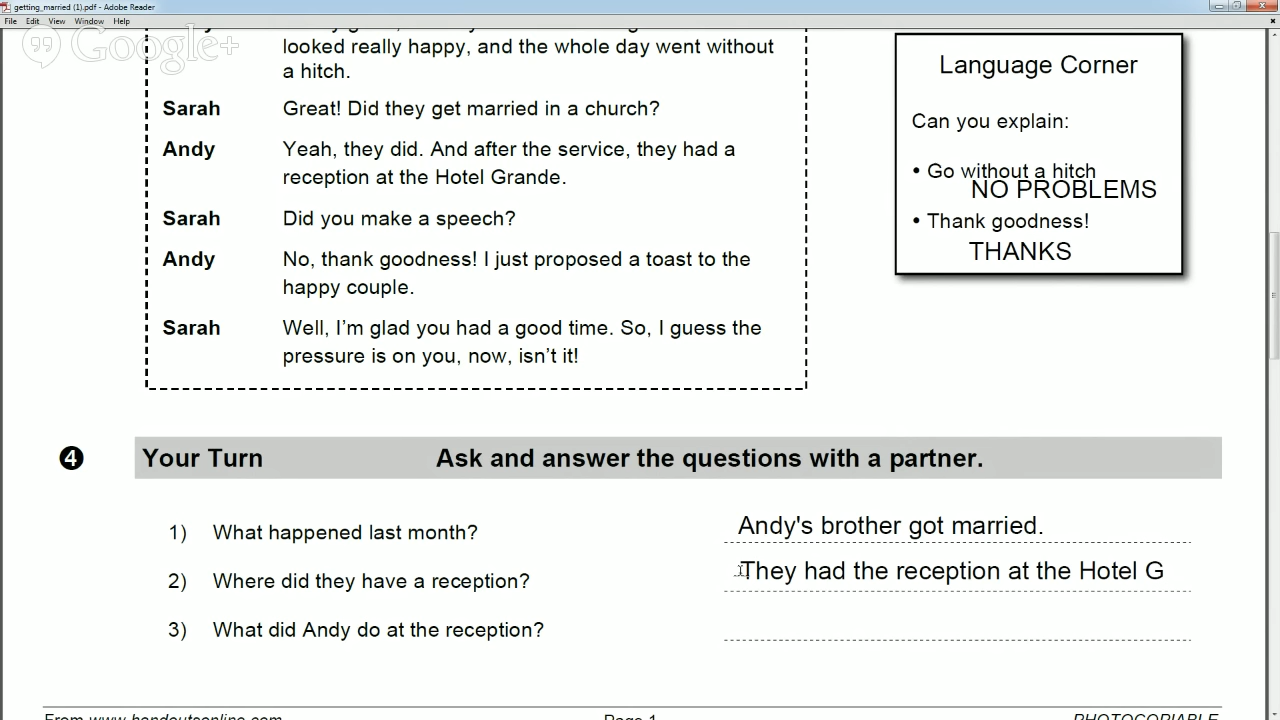 getting_married (1).pdf - Adobe Reader
File Edit View Window Help
Google+
looked really happy, and the whole day went without
a hitch.
Sarah Great! Did they get married in a church?
Andy Yeah, they did. And after the service, they had a
reception at the Hotel Grande.
Sarah Did you make a speech?
Andy No, thank goodness! I just proposed a toast to the
happy couple.
Sarah Well, I’m glad you had a good time. So, I guess the
pressure is on you, now, isn’t it!
Language Corner
Can you explain:
• Go without a hitch
NO PROBLEMS
• Thank goodness!
THANKS
4 Your Turn Ask and answer the questions with a partner.
1) What happened last month? Andy's brother got married.
2) Where did they have a reception? They had the reception at the Hotel G
3) What did Andy do at the reception?
From www.handoutsonline.com Page 1 PHOTOCOPIABLE